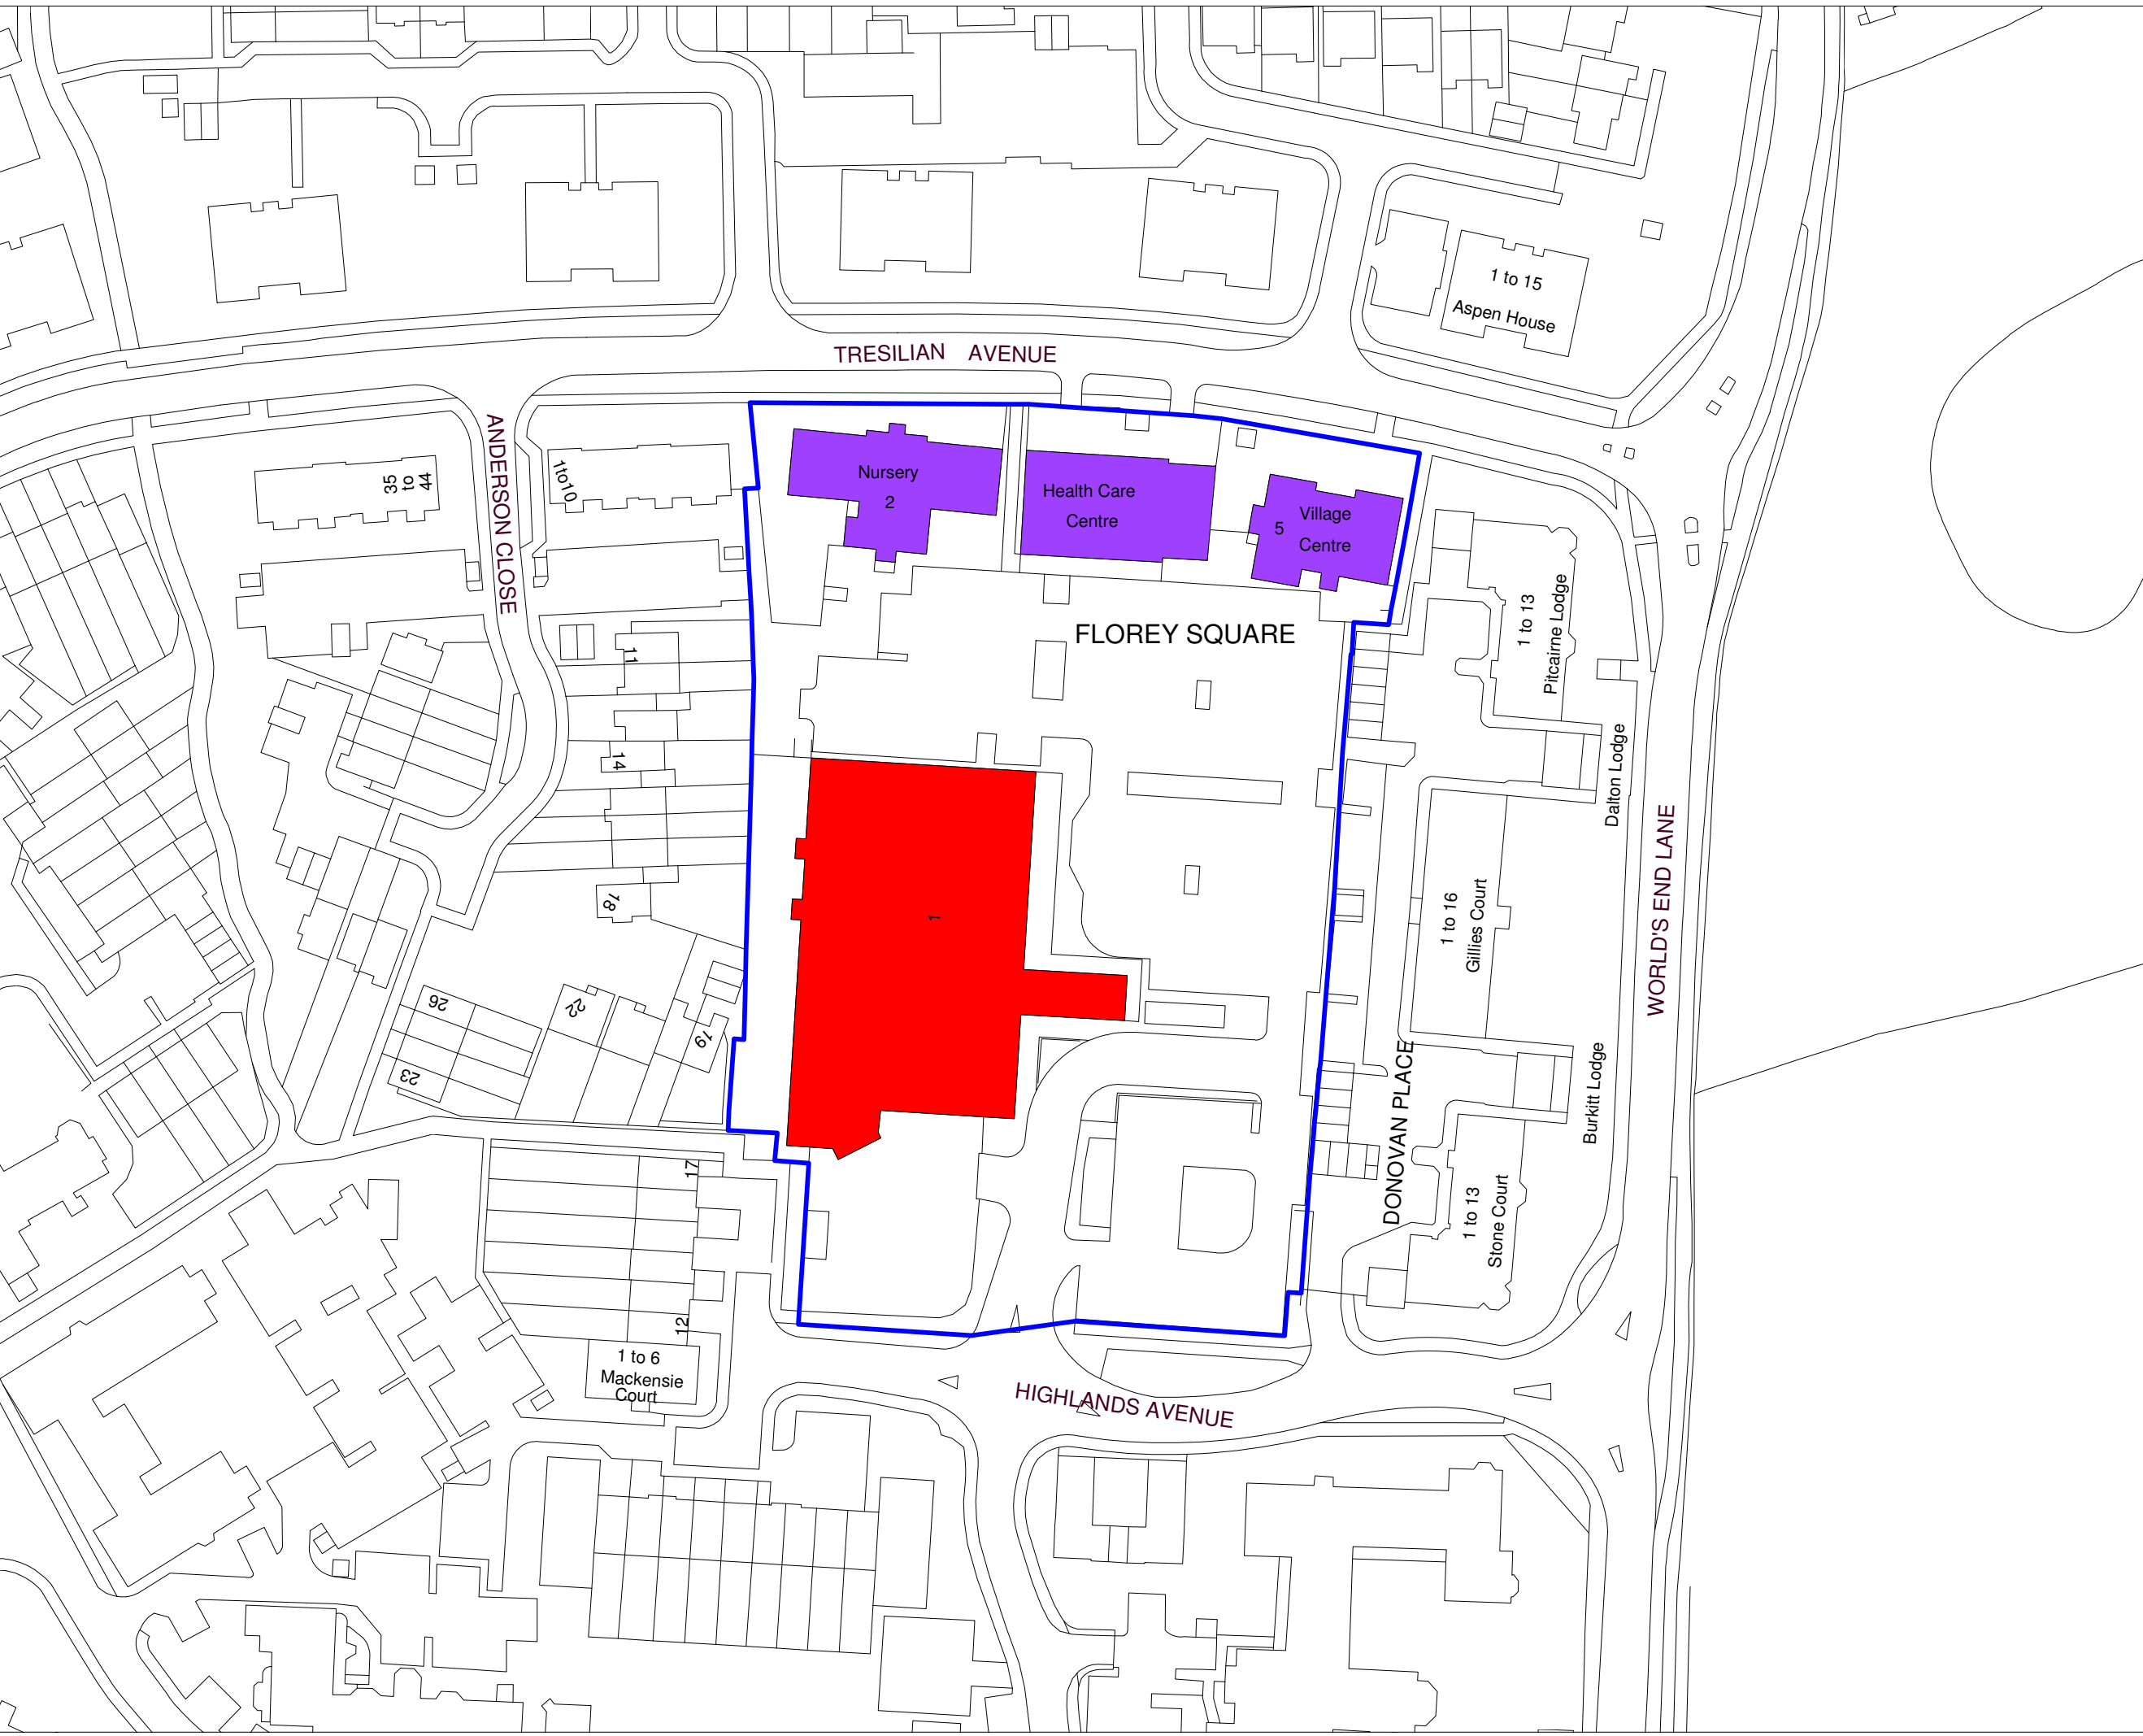 1 to 15
Aspen House
TRESILIAN AVENUE
ANDERSON CLOSE
35
to
44
1to10
Nursery
2
Health Care
Centre
5
Village
Centre
FLOREY SQUARE
1 to 13
Pitcairne Lodge
11
14
18
Dalton Lodge
WORLD'S END LANE
1
1 to 16
Gillies Court
26
22
19
23
DONOVAN PLACE
Burkitt Lodge
1 to 13
Stone Court
17
12
1 to 6
Mackensie
Court
HIGHLANDS AVENUE